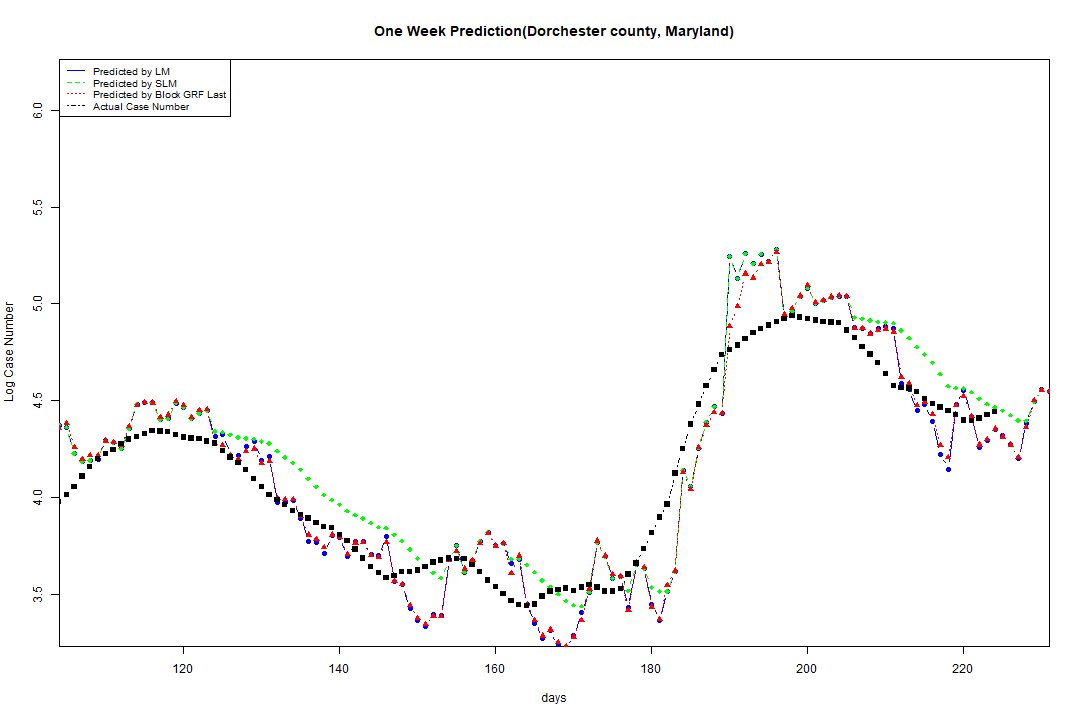 One Week Prediction(Dorchester county, Maryland)
Predicted by LM
Predicted by SLM
Predicted by Block GRF Last
Actual Case Number
6.0
5.5
5.0
4.5
4.0
3.5
Log Case Number
120 140 160 180 200 220
days